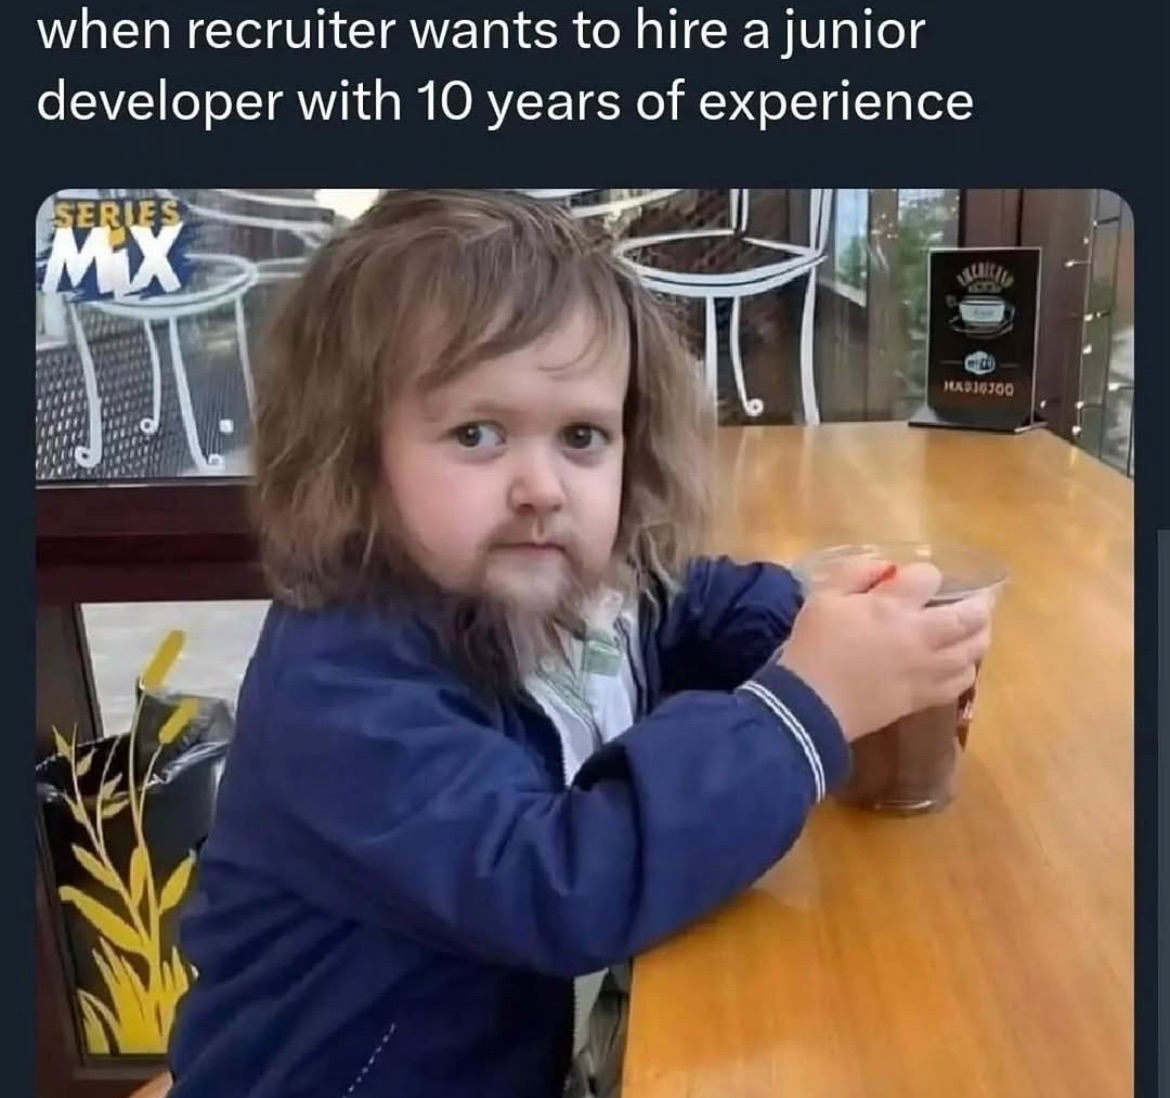 when recruiter wants to hire a junior
developer with 10 years of experience
SERIES
MiX